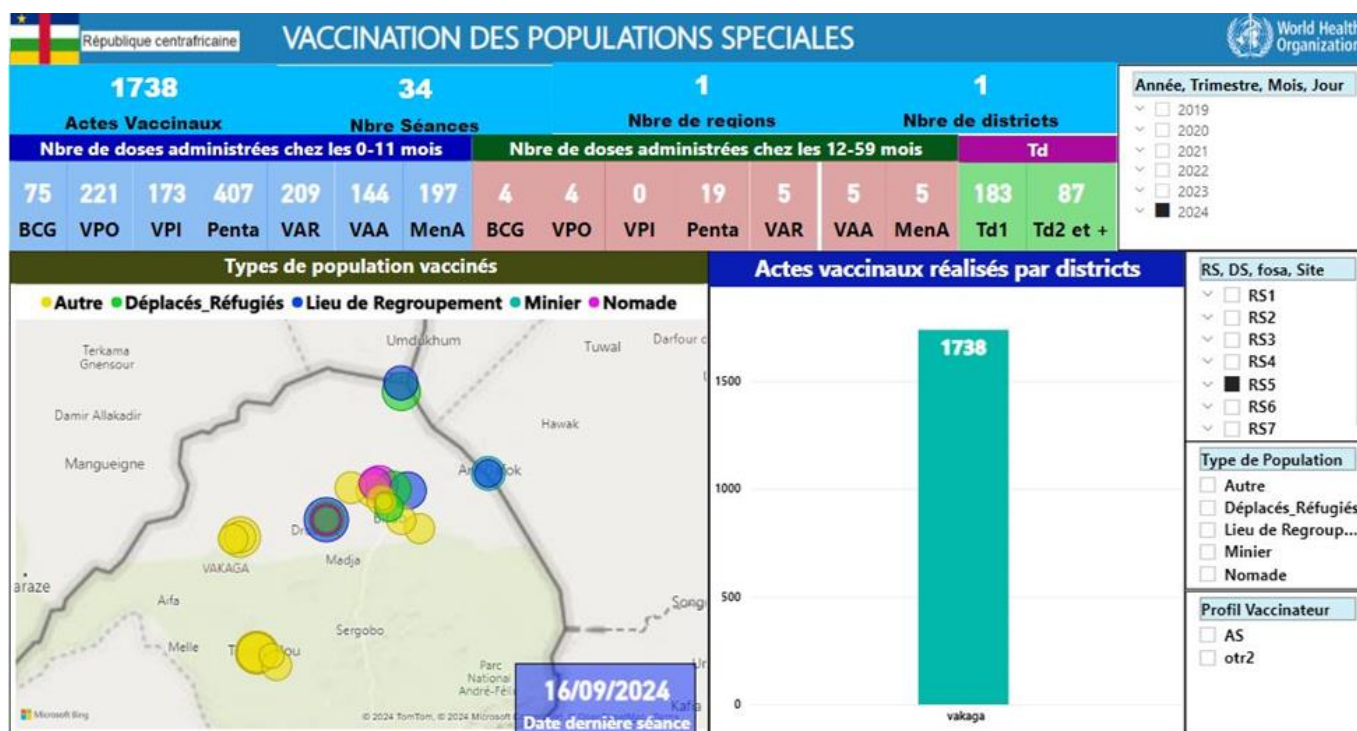 République centrafricaine
VACCINATION DES POPULATIONS SPECIALES
World Health
Organization
1738
Actes Vaccinaux
34
Nbre Séances
1
Nbre de regions
1
Nbre de districts
Année, Trimestre, Mois, Jour
2019
2020
2021
2022
2023
2024
Nbre de doses administrées chez les 0-11 mois
Nbre de doses administrées chez les 12-59 mois
Td
75 221 173 407 209 144 197 4 4 0 19 5 5 5 183 87
BCG VPO VPI Penta VAR VAA MenA BCG VPO VPI Penta VAR VAA MenA Td1 Td2 et +
Types de population vaccinés
Autre Déplacés_Réfugiés Lieu de Regroupement Minier Nomade
Umdukhum
Terkama
Gnensour
Tuwal
Darfour
Damir Allakadir
Hawak
Mangueigne
VAKAGA
Madja
araze
Aifa
Songo
Sergobo
Melle
Parc
National
André-Féli
16/09/2024
Date dernière séance
Microsoft Bing
© 2024 TomTom, © 2024 Microsoft
Actes vaccinaux réalisés par districts
1738
1500
1000
500
0
vakaga
RS, DS, fosa, Site
RS1
RS2
RS3
RS4
RS5
RS6
RS7
Type de Population
Autre
Déplacés_Réfugiés
Lieu de Regroup...
Minier
Nomade
Profil Vaccinateur
AS
otr2